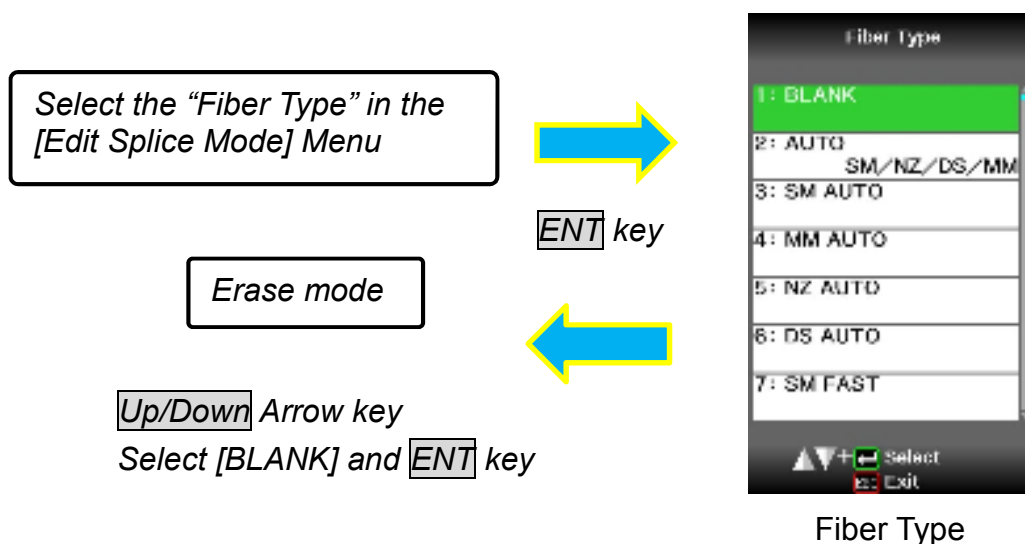 Select the “Fiber Type” in the
[Edit Splice Mode] Menu
ENT key
Erase mode
Up/Down Arrow key
Select [BLANK] and ENT key
Fiber Type
1: BLANK
2: AUTO
SM/NZ/DS/MM
3: SM AUTO
4: MM AUTO
5: NZ AUTO
6: DS AUTO
7: SM FAST
+ Select
Exit
Fiber Type